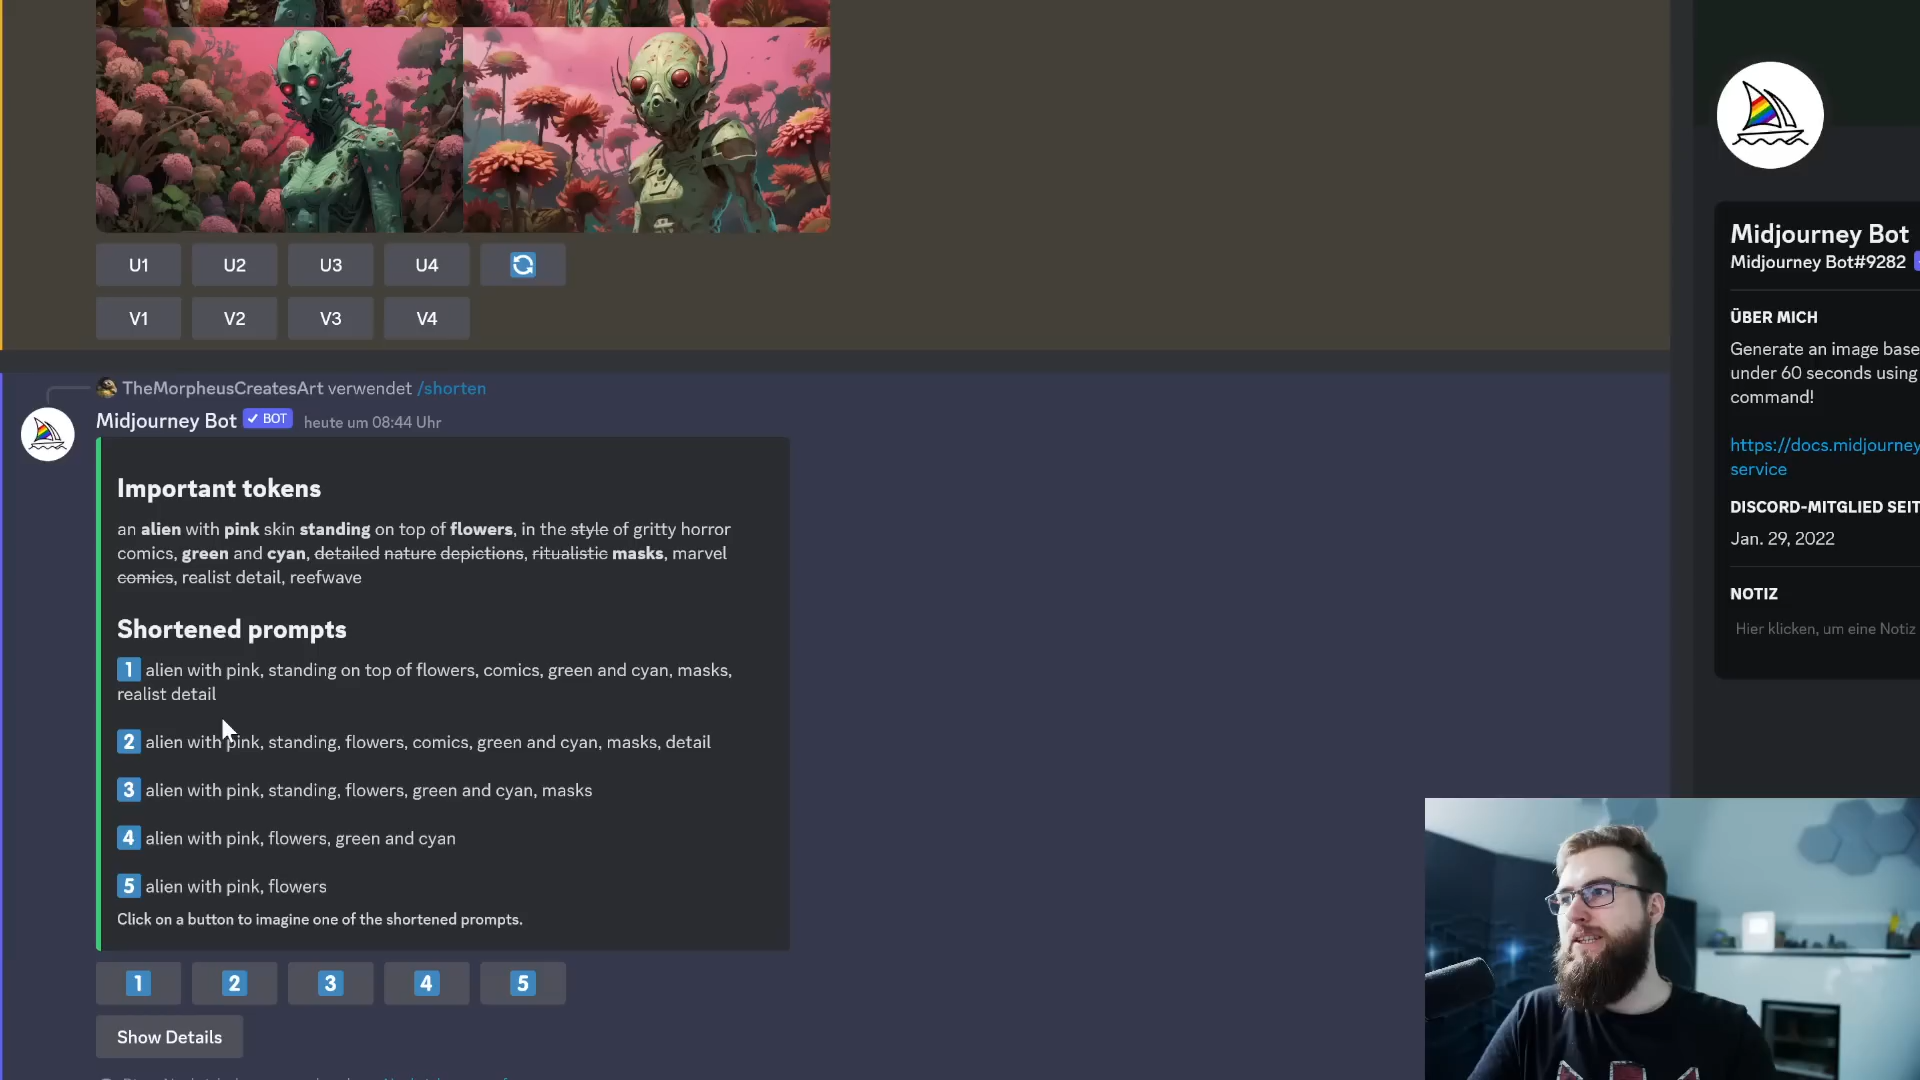 U1 U2 U3 U4
V1 V2 V3 V4
TheMorpheusCreatesArt verwendet /shorten
Midjourney Bot BOT heute um 08:44 Uhr
Important tokens
an alien with pink skin standing on top of flowers, in the style of gritty horror
comics, green and cyan, detailed nature depictions, ritualistic masks, marvel
comics, realist detail, reefwave
Shortened prompts
1 alien with pink, standing on top of flowers, comics, green and cyan, masks,
realist detail
2 alien with pink, standing, flowers, comics, green and cyan, masks, detail
3 alien with pink, standing, flowers, green and cyan, masks
4 alien with pink, flowers, green and cyan
5 alien with pink, flowers
Click on a button to imagine one of the shortened prompts.
1 2 3 4 5
Show Details
Midjourney Bot
Midjourney Bot#9282
ÜBER MICH
Generate an image base
under 60 seconds using
command!
https://docs.midjourney
service
DISCORD-MITGLIED SEIT
Jan. 29, 2022
NOTIZ
Hier klicken, um eine Notiz